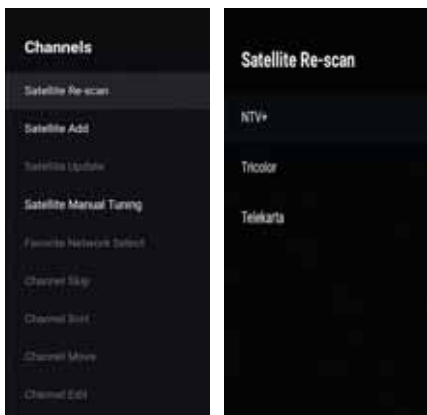 Channels
Satellite Re-scan
Satellite Add
Satellite Update
Satellite Manual Tuning
Favorite Network Select
Channel Skip
Channel Sort
Channel Move
Channel Edit
Satellite Re-scan
NTV+
Tricolor
Telekarta